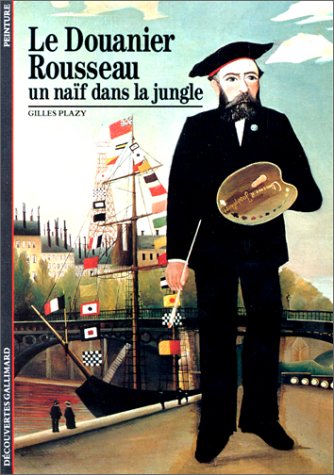 Le Douanier
Rousseau
un naïf dans la jungle
GILLES PLAZY
PEINTURE
DÉCOUVERTES GALLIMARD